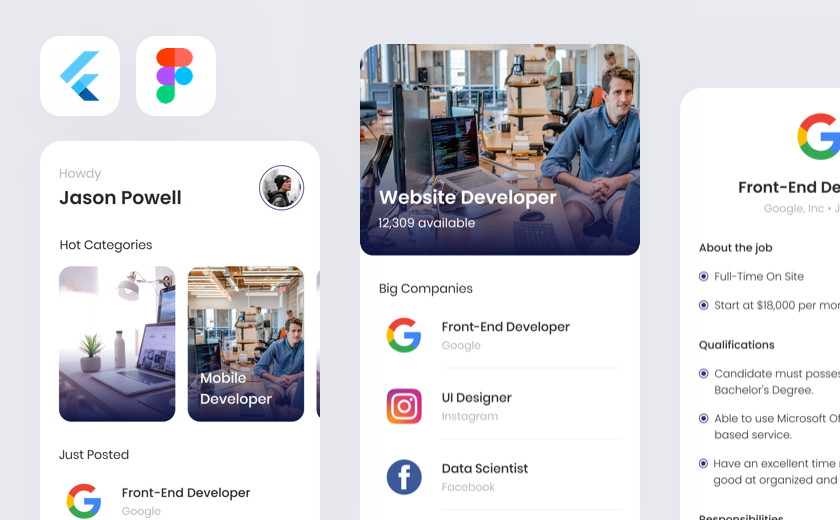 Howdy
Jason Powell
Hot Categories
Mobile
Developer
Just Posted
Front-End Developer
Google
Website Developer
12,309 available
Big Companies
Front-End Developer
Google
UI Designer
Instagram
Data Scientist
Facebook
Front-End De
Google, Inc • J
About the job
Full-Time On Site
Start at $18,000 per mon
Qualifications
Candidate must posses
Bachelor's Degree.
Able to use Microsoft Of
based service.
Have an excellent time
good at organized and
Responsibilities